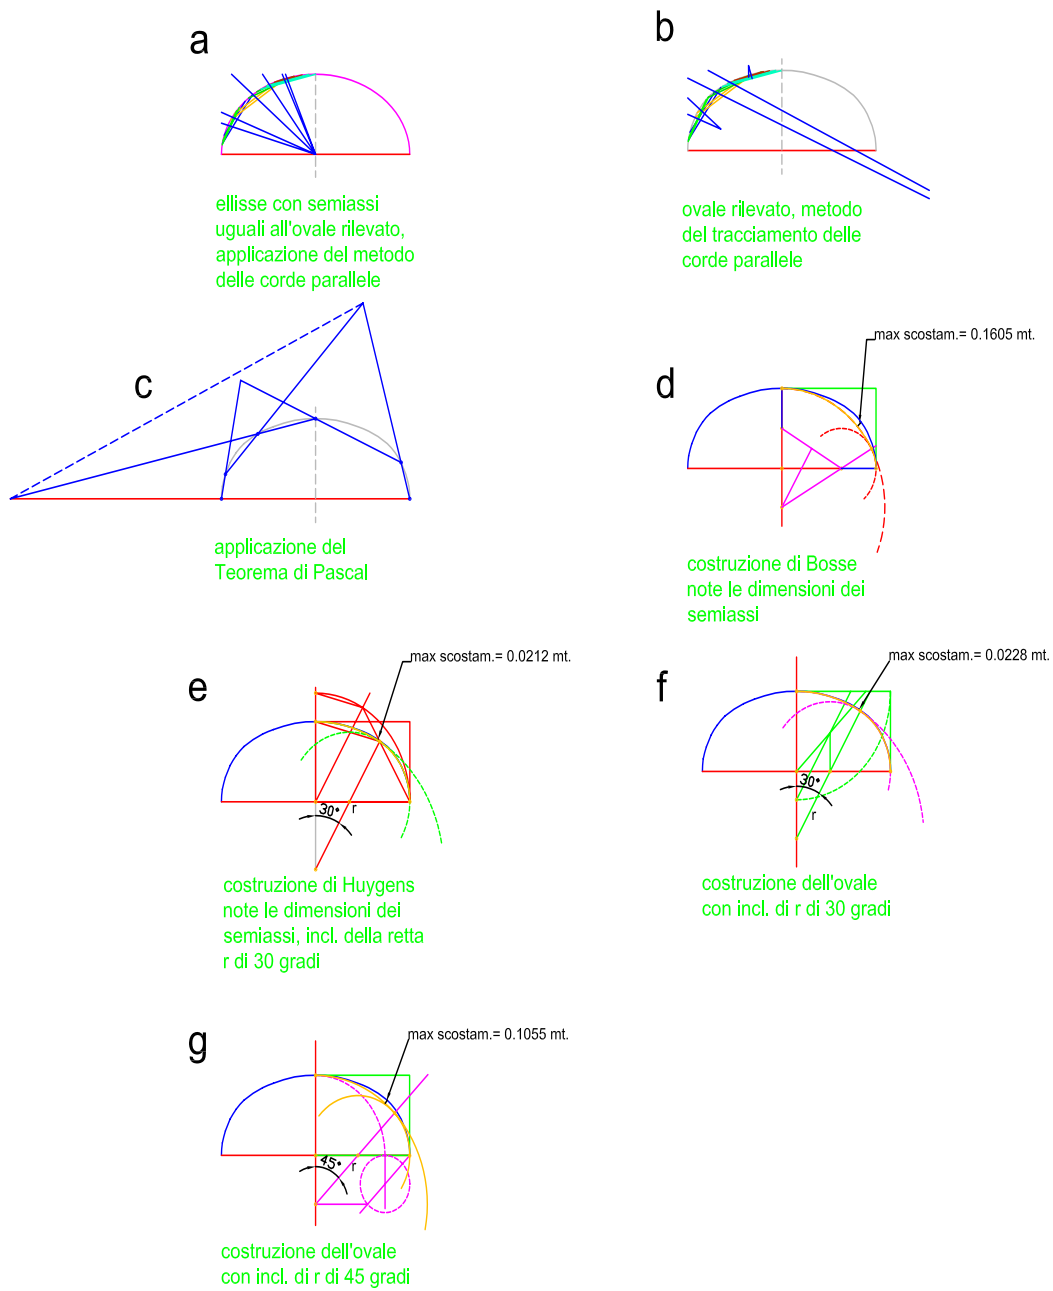 a
ellisse con semiassi
uguali all'ovale rilevato,
applicazione del metodo
delle corde parallele
b
ovale rilevato, metodo
del tracciamento delle
corde parallele
c
applicazione del
Teorema di Pascal
d
max scostam.= 0.1605 mt.
costruzione di Bosse
note le dimensioni dei
semiassi
e
max scostam.= 0.0212 mt.
30°
r
costruzione di Huygens
note le dimensioni dei
semiassi, incl. della retta
r di 30 gradi
f
max scostam.= 0.0228 mt.
30°
r
costruzione dell'ovale
con incl. di r di 30 gradi
g
max scostam.= 0.1055 mt.
45°
r
costruzione dell'ovale
con incl. di r di 45 gradi